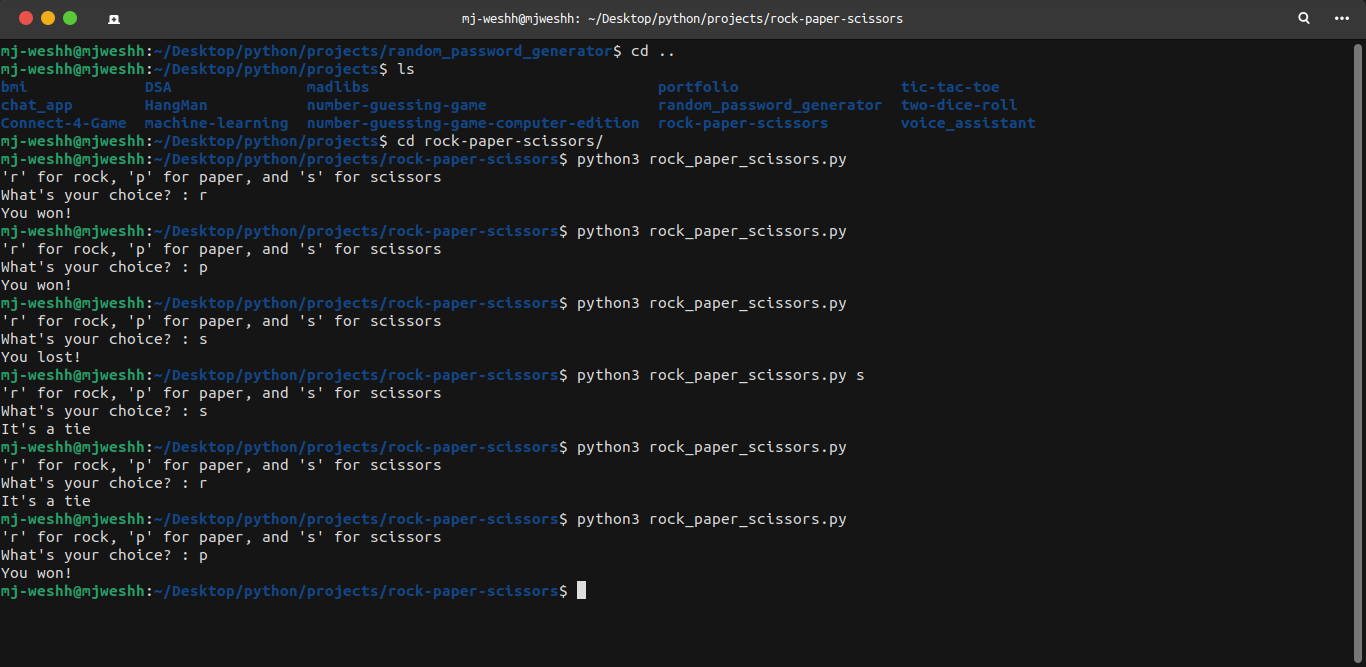 mj-weshh@mjweshh: ~/Desktop/python/projects/rock-paper-scissors
mj-weshh@mjweshh:~/Desktop/python/projects/random_password_generator$ cd ..
mj-weshh@mjweshh:~/Desktop/python/projects$ ls
bmi DSA madlibs portfolio tic-tac-toe
chat_app HangMan number-guessing-game random_password_generator two-dice-roll
Connect-4-Game machine-learning number-guessing-game-computer-edition rock-paper-scissors voice_assistant
mj-weshh@mjweshh:~/Desktop/python/projects$ cd rock-paper-scissors/
mj-weshh@mjweshh:~/Desktop/python/projects/rock-paper-scissors$ python3 rock_paper_scissors.py
'r' for rock, 'p' for paper, and 's' for scissors
What's your choice? : r
You won!
mj-weshh@mjweshh:~/Desktop/python/projects/rock-paper-scissors$ python3 rock_paper_scissors.py
'r' for rock, 'p' for paper, and 's' for scissors
What's your choice? : p
You won!
mj-weshh@mjweshh:~/Desktop/python/projects/rock-paper-scissors$ python3 rock_paper_scissors.py
'r' for rock, 'p' for paper, and 's' for scissors
What's your choice? : s
You lost!
mj-weshh@mjweshh:~/Desktop/python/projects/rock-paper-scissors$ python3 rock_paper_scissors.py s
'r' for rock, 'p' for paper, and 's' for scissors
What's your choice? : s
It's a tie
mj-weshh@mjweshh:~/Desktop/python/projects/rock-paper-scissors$ python3 rock_paper_scissors.py
'r' for rock, 'p' for paper, and 's' for scissors
What's your choice? : r
It's a tie
mj-weshh@mjweshh:~/Desktop/python/projects/rock-paper-scissors$ python3 rock_paper_scissors.py
'r' for rock, 'p' for paper, and 's' for scissors
What's your choice? : p
You won!
mj-weshh@mjweshh:~/Desktop/python/projects/rock-paper-scissors$